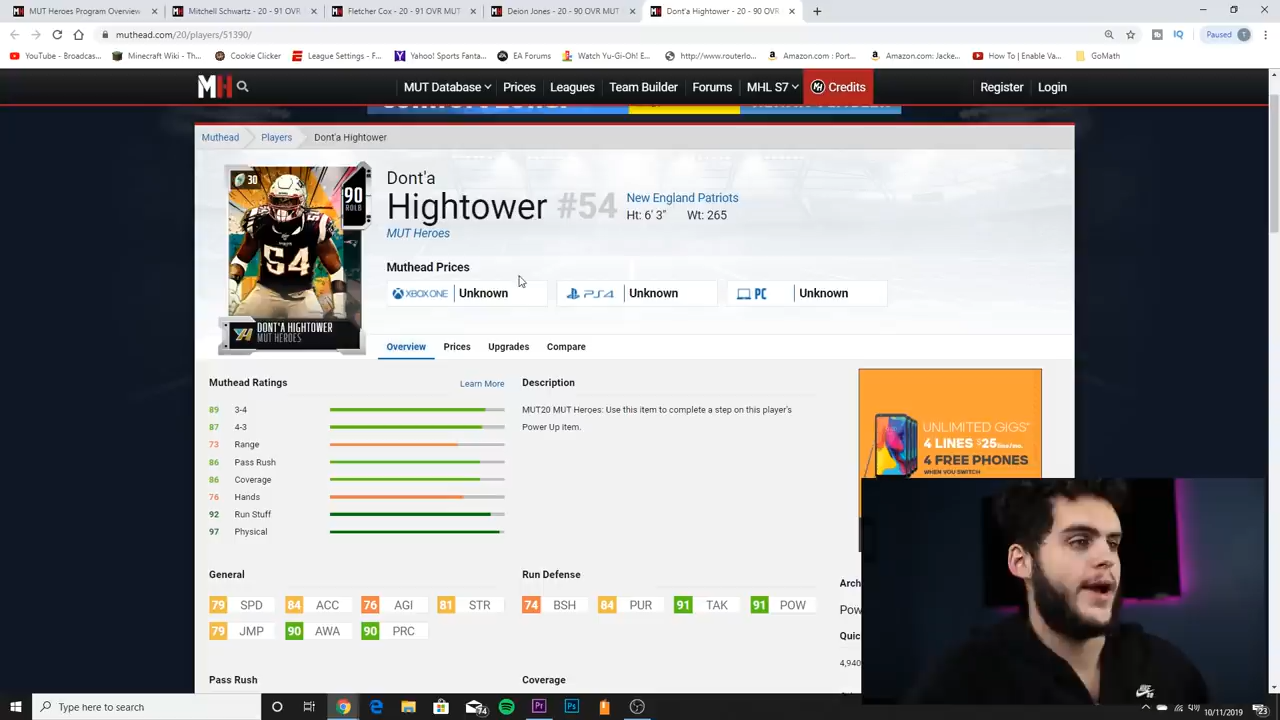 MUT Heroes Program Overview
Mitchell Schwartz - 20 - 91 OVR
Fletcher Cox - 20 - 91 OVR MUT
Deion Jones - 20 - 90 OVR MUT
Dont'a Hightower - 20 - 90 OVR
muthead.com/20/players/51390/
Paused
T
YouTube - Broadcas...
Minecraft Wiki - Th...
Cookie Clicker
League Settings - F...
Yahoo! Sports Fanta...
EA Forums
Watch Yu-Gi-Oh! E...
http://www.routerlo...
Amazon.com : Port...
Amazon.com: Jacke...
How To | Enable Va...
GoMath
MH
MUT Database
Prices
Leagues
Team Builder
Forums
MHL S7
Credits
Register
Login
Muthead
Players
Dont'a Hightower
30
90
ROLB
54
DONT'A HIGHTOWER
MUT HEROES
Dont'a
Hightower #54
New England Patriots
Ht: 6' 3" Wt: 265
MUT Heroes
Muthead Prices
XBOX ONE Unknown
PS4 Unknown
PC Unknown
Overview
Prices
Upgrades
Compare
Muthead Ratings
Learn More
89 3-4
87 4-3
73 Range
86 Pass Rush
86 Coverage
76 Hands
92 Run Stuff
97 Physical
Description
MUT20 MUT Heroes: Use this item to complete a step on this player's
Power Up item.
UNLIMITED GIGS*
4 LINES $25
4 FREE PHONES
WHEN YOU SWITCH
General
79 SPD 84 ACC 76 AGI 81 STR
79 JMP 90 AWA 90 PRC
Run Defense
74 BSH 84 PUR 91 TAK 91 POW
Pass Rush
Coverage
Type here to search
74
10/11/2019
23